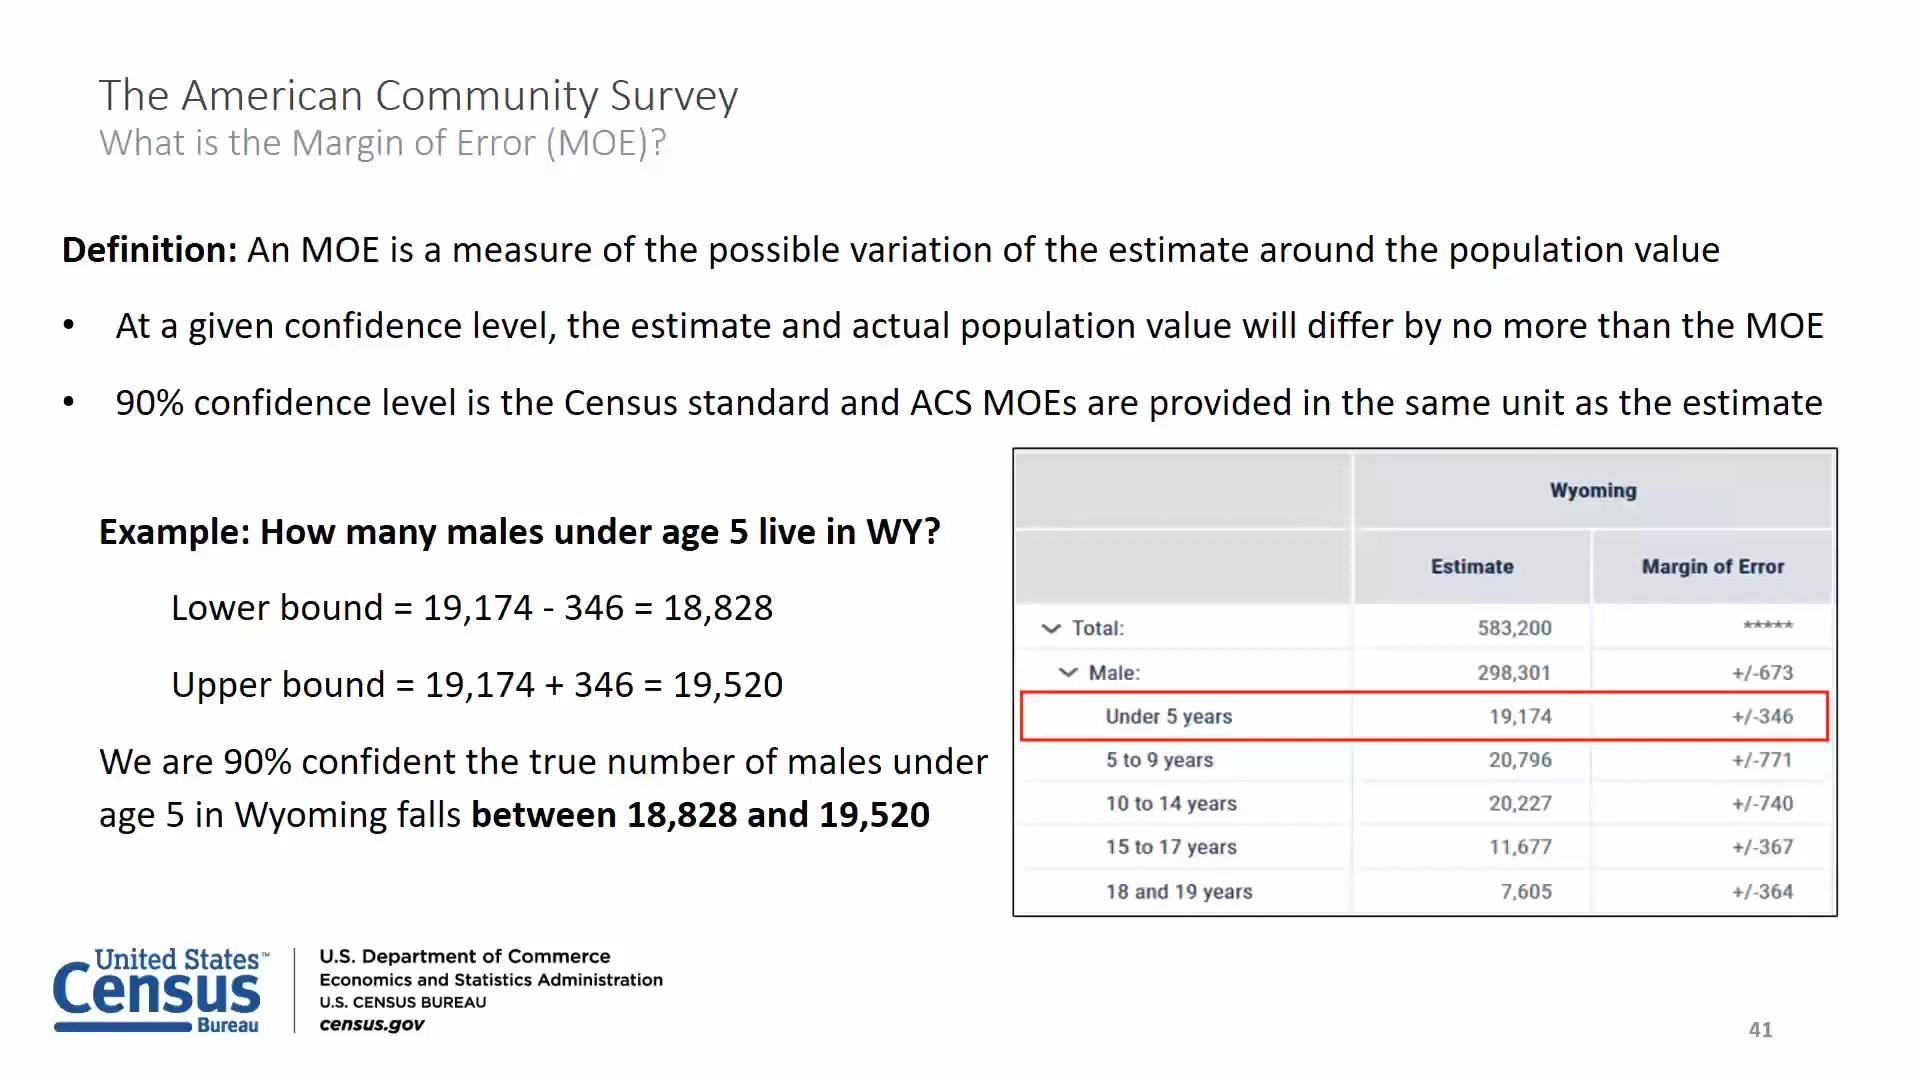 The American Community Survey
What is the Margin of Error (MOE)?
Definition: An MOE is a measure of the possible variation of the estimate around the population value
• At a given confidence level, the estimate and actual population value will differ by no more than the MOE
• 90% confidence level is the Census standard and ACS MOEs are provided in the same unit as the estimate
Example: How many males under age 5 live in WY?
Lower bound = 19,174 - 346 = 18,828
Upper bound = 19,174 + 346 = 19,520
We are 90% confident the true number of males under
age 5 in Wyoming falls between 18,828 and 19,520
Wyoming
Estimate Margin of Error
Total: 583,200 *****
Male: 298,301 +/-673
Under 5 years 19,174 +/-346
5 to 9 years 20,796 +/-771
10 to 14 years 20,227 +/-740
15 to 17 years 11,677 +/-367
18 and 19 years 7,605 +/-364
United States™
Census
Bureau
U.S. Department of Commerce
Economics and Statistics Administration
U.S. CENSUS BUREAU
census.gov
41